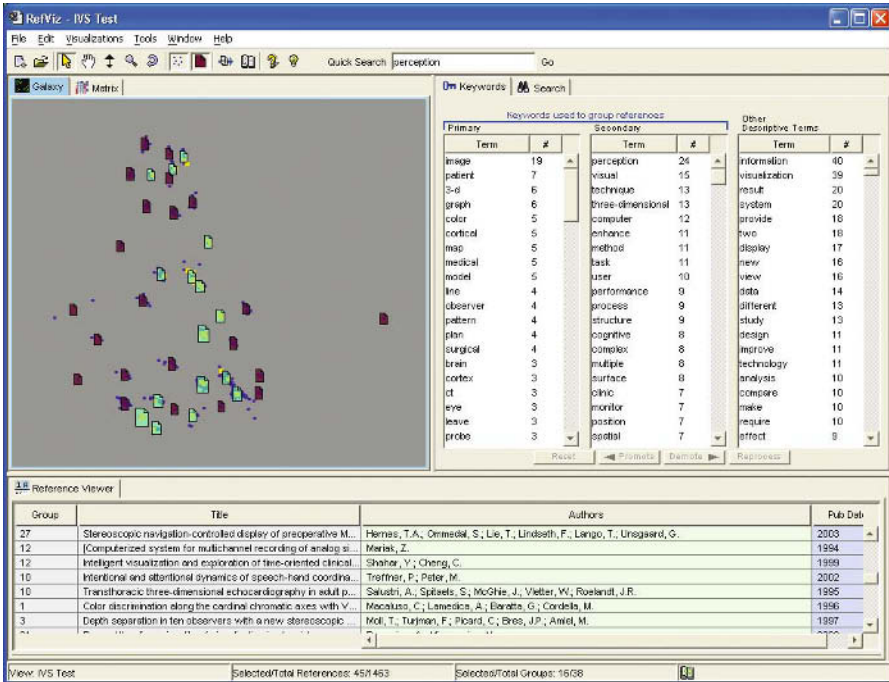 RefViz - IVS Test
File Edit Visualizations Tools Window Help
Quick Search perception Go
Galaxy Matrix
Keywords Search
Keywords used to group references
Primary Secondary Other Descriptive Terms
Term # Term # Term #
image 19 perception 24 information 40
patient 7 visual 15 visualization 39
3-d 6 technique 13 result 20
graph 6 three-dimensional 13 system 20
color 5 computer 12 provide 18
cortical 5 enhance 11 two 18
map 5 method 11 display 17
medical 5 task 11 new 16
model 5 user 10 view 16
line 4 performance 9 data 14
observer 4 process 9 different 13
pattern 4 structure 9 study 13
plan 4 cognitive 8 design 11
surgical 4 complex 8 improve 11
brain 3 multiple 8 technology 11
cortex 3 surface 8 analysis 10
ct 3 clinic 7 compare 10
eye 3 monitor 7 make 10
leave 3 position 7 require 10
probe 3 spatial 7 effect 9
Reset Promote Demote Reprocess
Reference Viewer
Group Title Authors Pub Date
27 Stereoscopic navigation-controlled display of preoperative M... Hernes, T.A.; Ommedal, S.; Lie, T.; Lindseth, F.; Lango, T.; Unsgaard, G. 2003
12 [Computerized system for multichannel recording of analog si... Mariak, Z. 1994
12 Intelligent visualization and exploration of time-oriented clinical... Shahar, Y.; Cheng, C. 1999
10 Intentional and attentional dynamics of speech-hand coordina... Treffner, P.; Peter, M. 2002
10 Transthoracic three-dimensional echocardiography in adult p... Salustri, A.; Spitaels, S.; McGhie, J.; Vletter, W.; Roelandt, J.R. 1995
1 Color discrimination along the cardinal chromatic axes with V... Macaluso, C.; Lamedica, A.; Baratta, G.; Cordella, M. 1996
3 Depth separation in ten observers with a new stereoscopic ... Moll, T.; Turjman, F.; Picard, C.; Bres, J.P.; Amiel, M. 1997
View: IVS Test Selected/Total References: 45/1463 Selected/Total Groups: 16/38